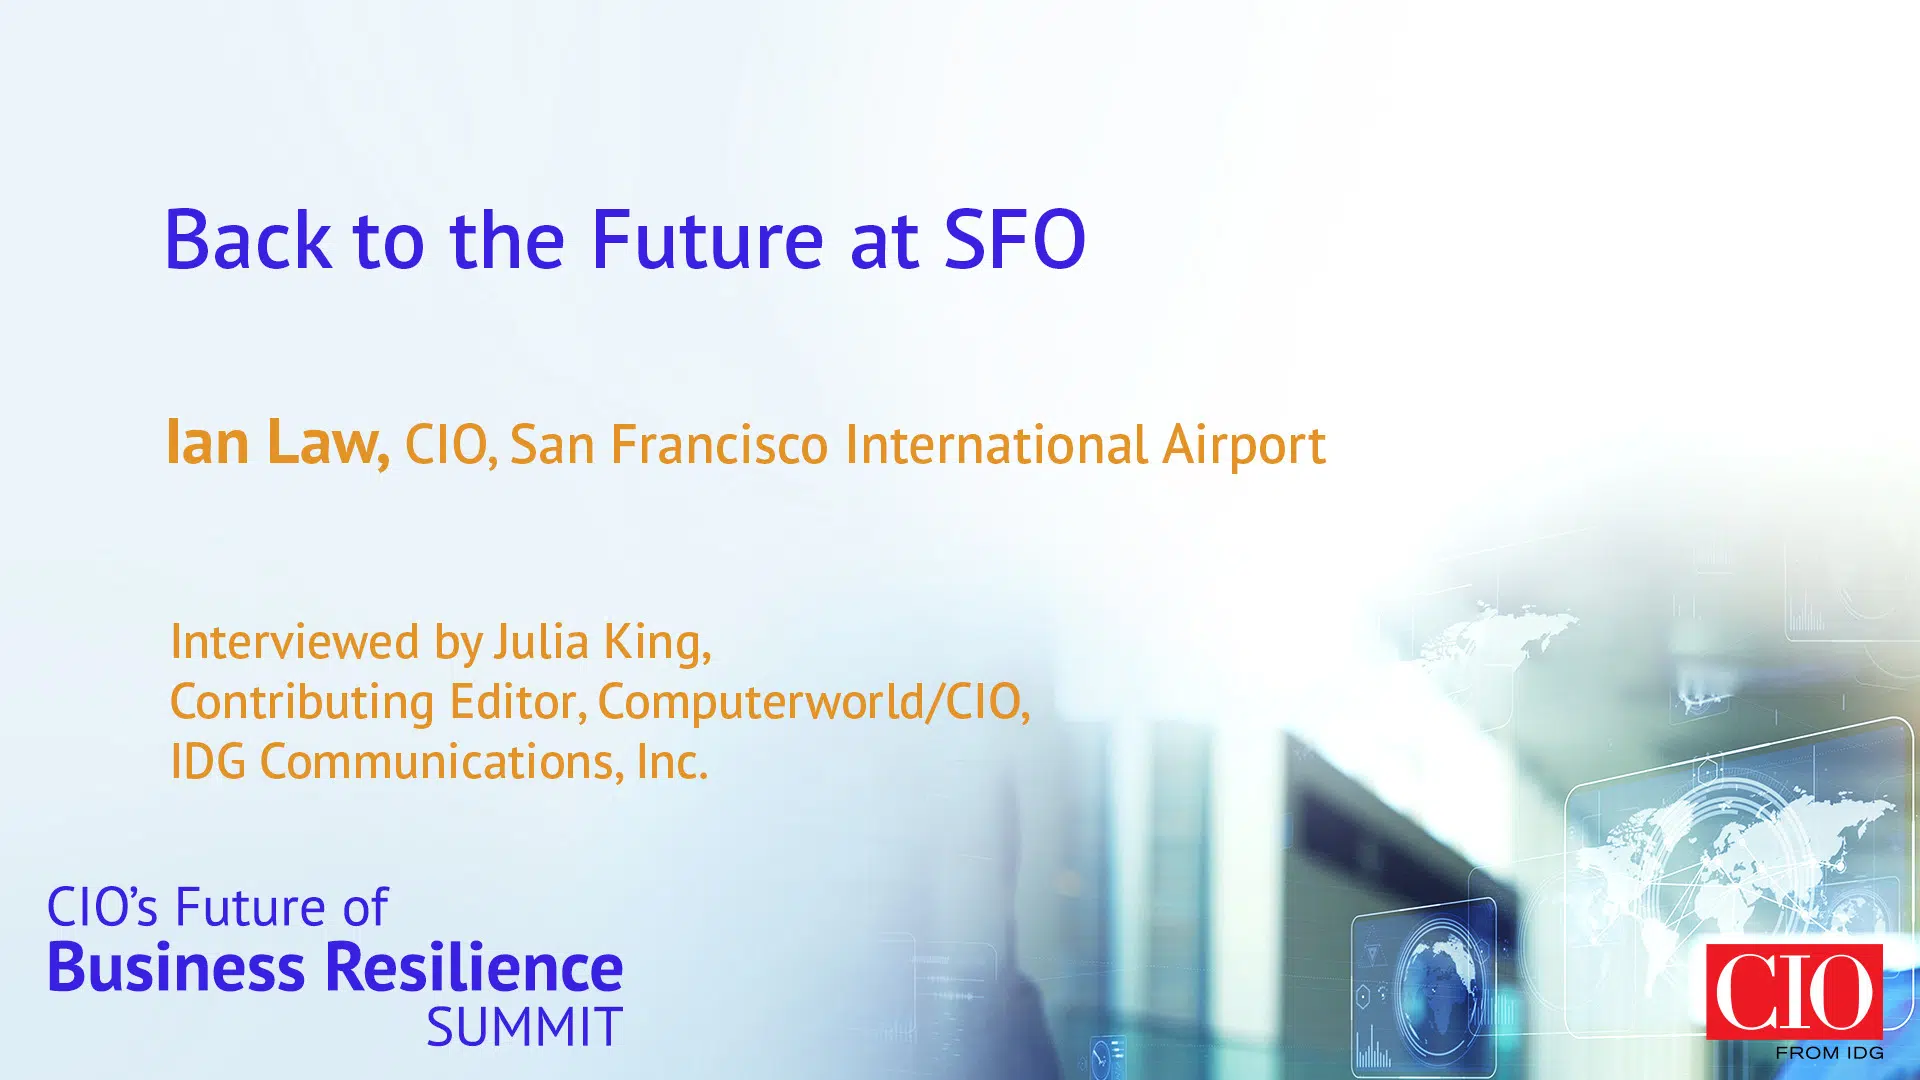 Back to the Future at SFO
Ian Law, CIO, San Francisco International Airport
Interviewed by Julia King,
Contributing Editor, Computerworld/CIO,
IDG Communications, Inc.
CIO’s Future of
Business Resilience
SUMMIT
CIO
FROM IDG